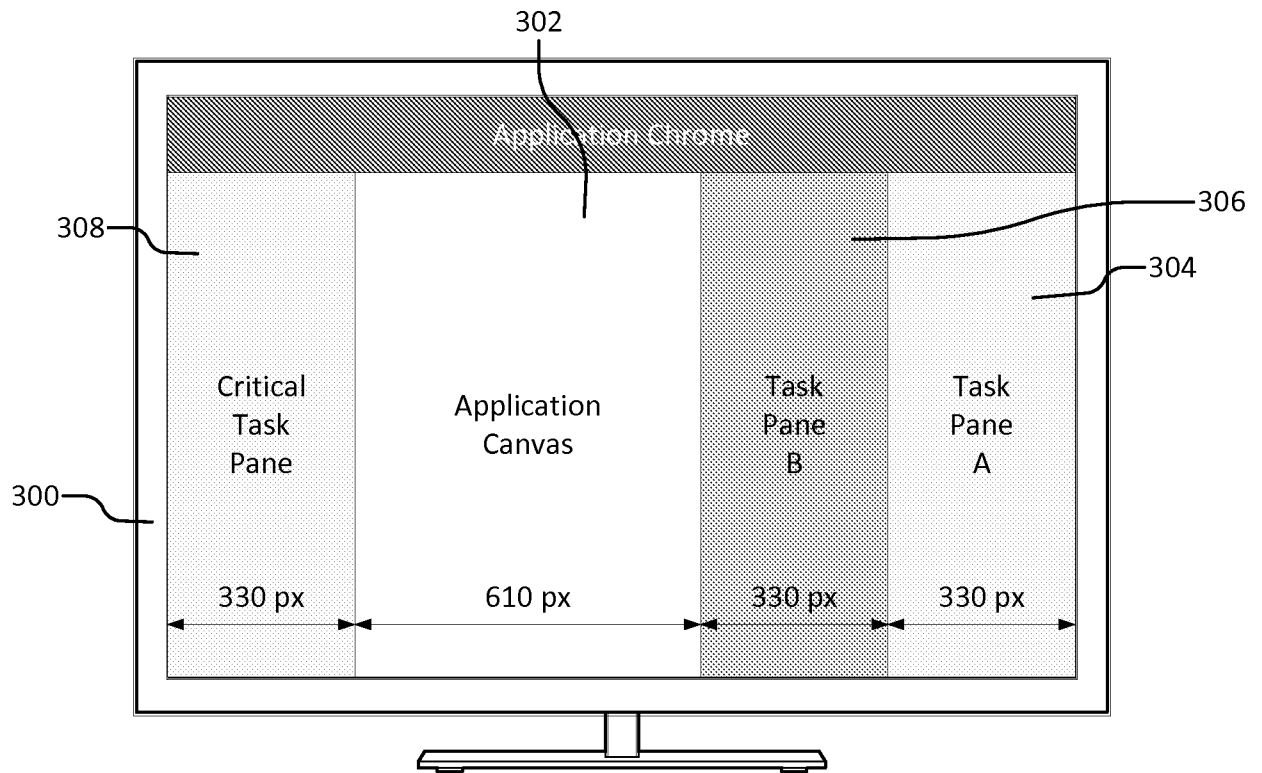 302
Application Chrome
308
306
304
Critical
Task
Pane
Application
Canvas
Task
Pane
B
Task
Pane
A
300
330 px
610 px
330 px
330 px